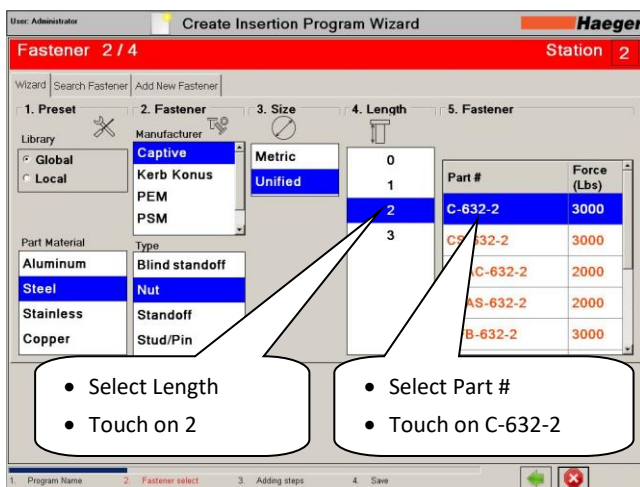 User: Administrator
Create Insertion Program Wizard
Haeger
Fastener 2/4
Station 2
Wizard
Search Fastener
Add New Fastener
1. Preset
2. Fastener
3. Size
4. Length
5. Fastener
Library
Global
Local
Manufacturer
Captive
Kerb Konus
PEM
PSM
Metric
Unified
0
1
2
3
Part #
Force (Lbs)
C-632-2
3000
3000
2000
2000
3000
Part Material
Aluminum
Steel
Stainless
Copper
Type
Blind standoff
Nut
Standoff
Stud/Pin
• Select Length
• Touch on 2
• Select Part #
• Touch on C-632-2
1. Program Name
2. Fastener select
3. Adding steps
4. Save